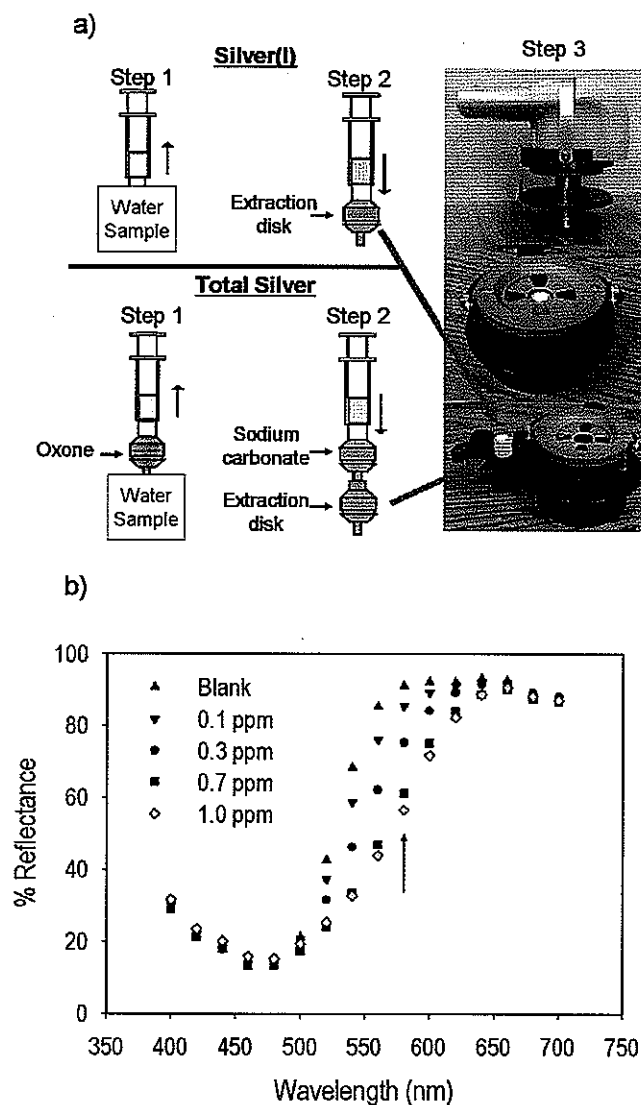 a)
Silver(I)
Step 1
Step 2
Step 3
Water
Sample
Extraction
disk
Total Silver
Step 1
Step 2
Oxone
Water
Sample
Sodium
carbonate
Extraction
disk
b)
100
80
60
40
20
0
% Reflectance
Blank
0.1 ppm
0.3 ppm
0.7 ppm
1.0 ppm
350 400 450 500 550 600 650 700 750
Wavelength (nm)